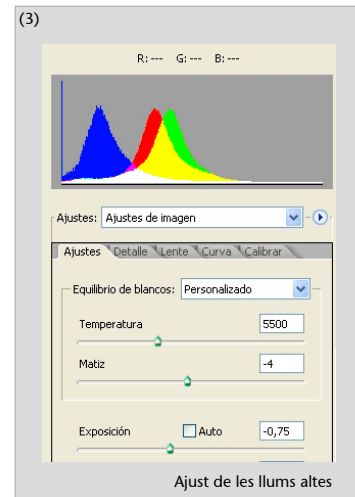 (3)
R: --- G: --- B: ---
Ajustes: Ajustes de imagen
Ajustes Detalle Lente Curva Calibrar
Equilibrio de blancos: Personalizado
Temperatura 5500
Matiz -4
Exposición Auto -0,75
Ajust de les llums altes